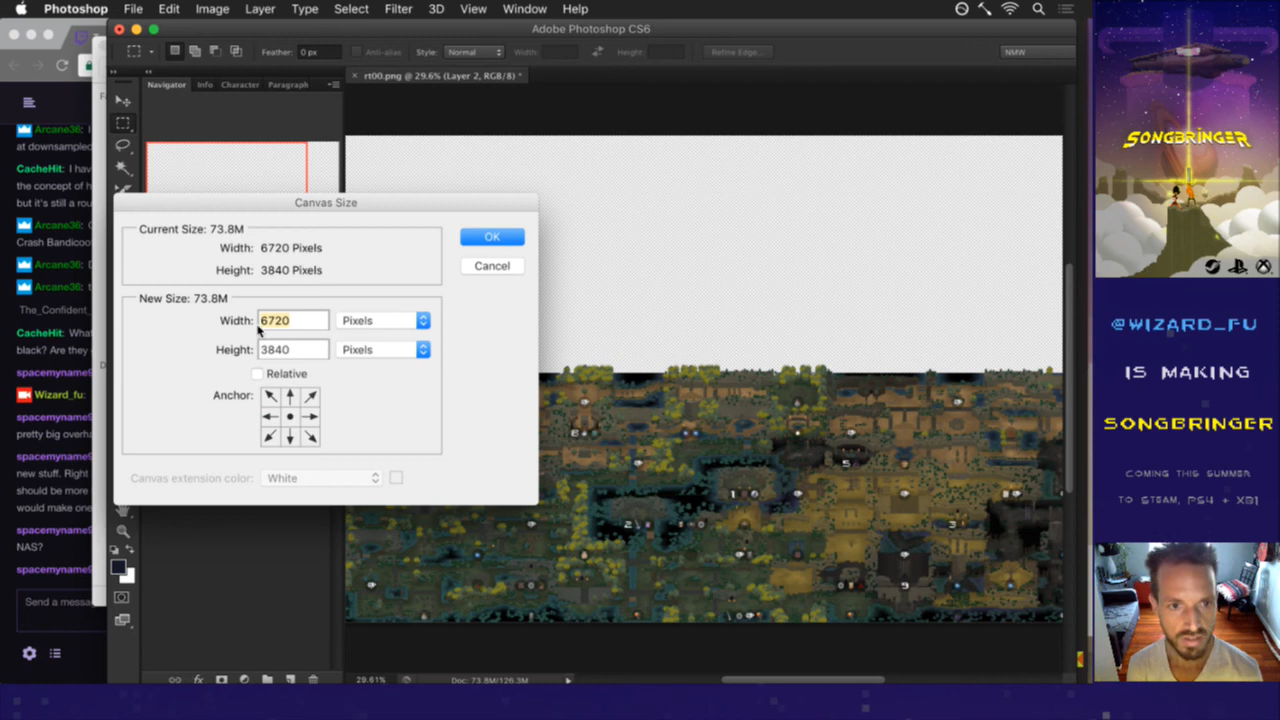 Photoshop File Edit Image Layer Type Select Filter 3D View Window Help
Adobe Photoshop CS6
Feather: 0 px Anti-alias Style: Normal Width: Height: Refine Edge... NMW
rt00.png @ 29.6% (Layer 2, RGB/8) *
Navigator Info Character Paragraph
Arcane36:
at downsampled
CacheHit: I have
the concept of
but it's still a
Arcane36:
Crash Bandicoot
Arcane36:
Arcane36:
The_Confident_
CacheHit:
black? Are they
spacemyname
Wizard_fu:
spacemyname
pretty big
spacemyname
new stuff. Right
should be more
would make one
spacemyname
NAS?
spacemyname
Send a message
Canvas Size
Current Size: 73.8M
Width: 6720 Pixels
Height: 3840 Pixels
OK
Cancel
New Size: 73.8M
Width: 6720 Pixels
Height: 3840 Pixels
Relative
Anchor:
Canvas extension color: White
29.61% Doc: 73.8M/126.3M
SONGBRINGER
@WIZARD_FU
IS MAKING
SONGBRINGER
COMING THIS SUMMER
TO STEAM, PS4 + XB1